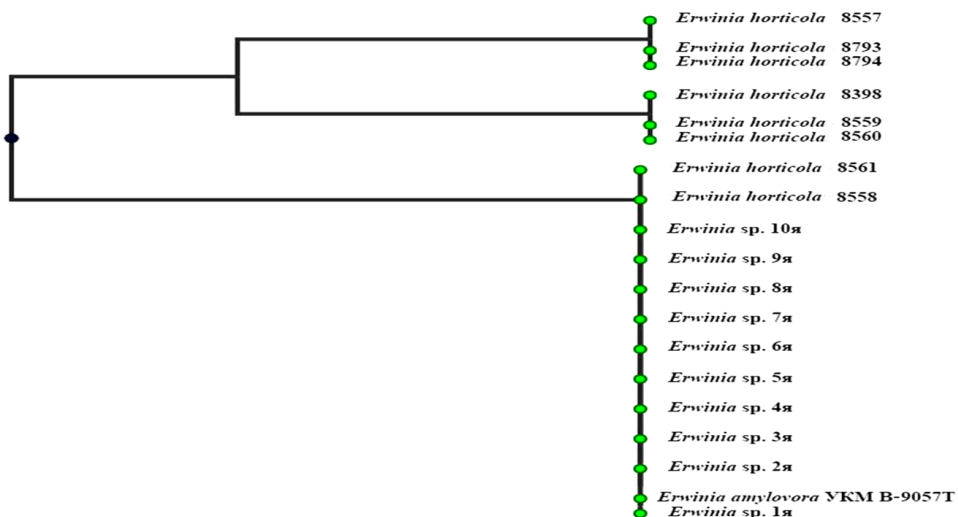 Erwinia horticola 8557
Erwinia horticola 8793
Erwinia horticola 8794
Erwinia horticola 8398
Erwinia horticola 8559
Erwinia horticola 8560
Erwinia horticola 8561
Erwinia horticola 8558
Erwinia sp. 10я
Erwinia sp. 9я
Erwinia sp. 8я
Erwinia sp. 7я
Erwinia sp. 6я
Erwinia sp. 5я
Erwinia sp. 4я
Erwinia sp. 3я
Erwinia sp. 2я
Erwinia amylovora УКМ В-9057Т
Erwinia sp. 1я